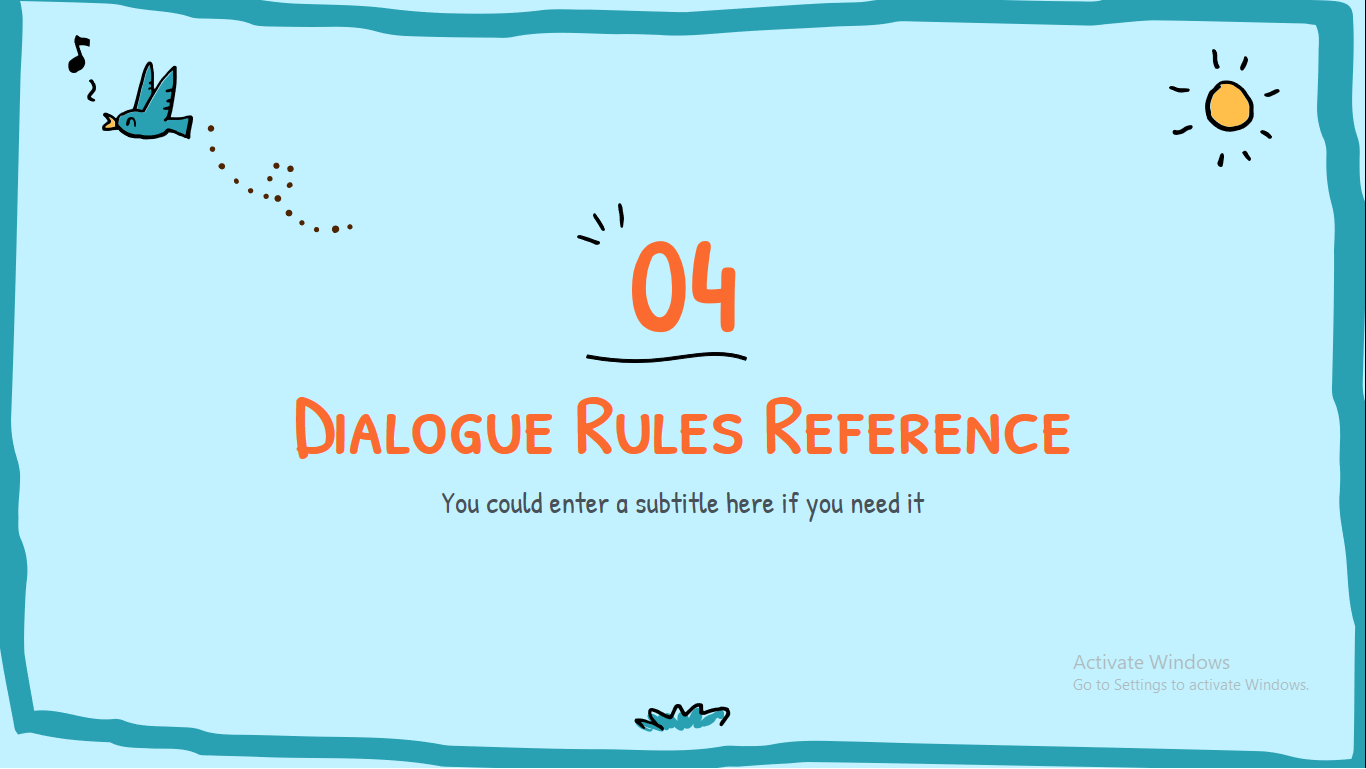 04
Dialogue Rules Reference
You could enter a subtitle here if you need it
Activate Windows
Go to Settings to activate Windows.